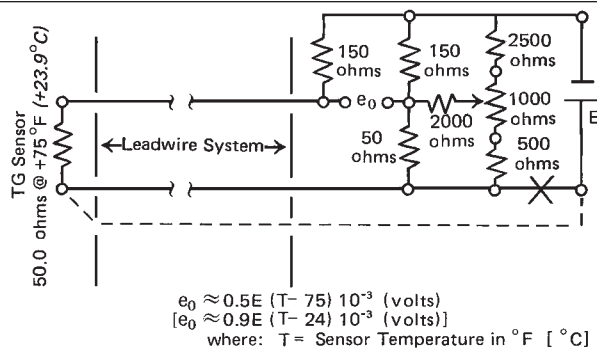 TG Sensor
50.0 ohms @ +75°F (+23.9°C)
←Leadwire System→
150
ohms
e₀
150
ohms
2000
ohms
50
ohms
2500
ohms
1000
ohms
500
ohms
E
e₀ ≈ 0.5E (T− 75) 10⁻³ (volts)
[e₀ ≈ 0.9E (T− 24) 10⁻³ (volts)]
where: T= Sensor Temperature in °F [ °C]